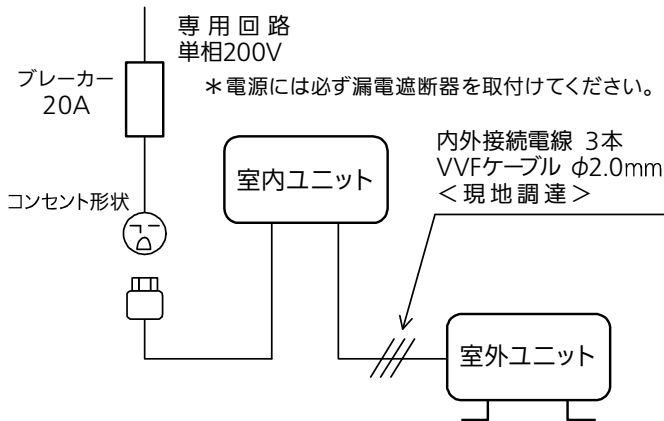 専用回路
単相200V
ブレーカー
20A
＊電源には必ず漏電遮断器を取付けてください。
内外接続電線 3本
VVFケーブル φ2.0mm
＜現地調達＞
室内ユニット
コンセント形状
室外ユニット